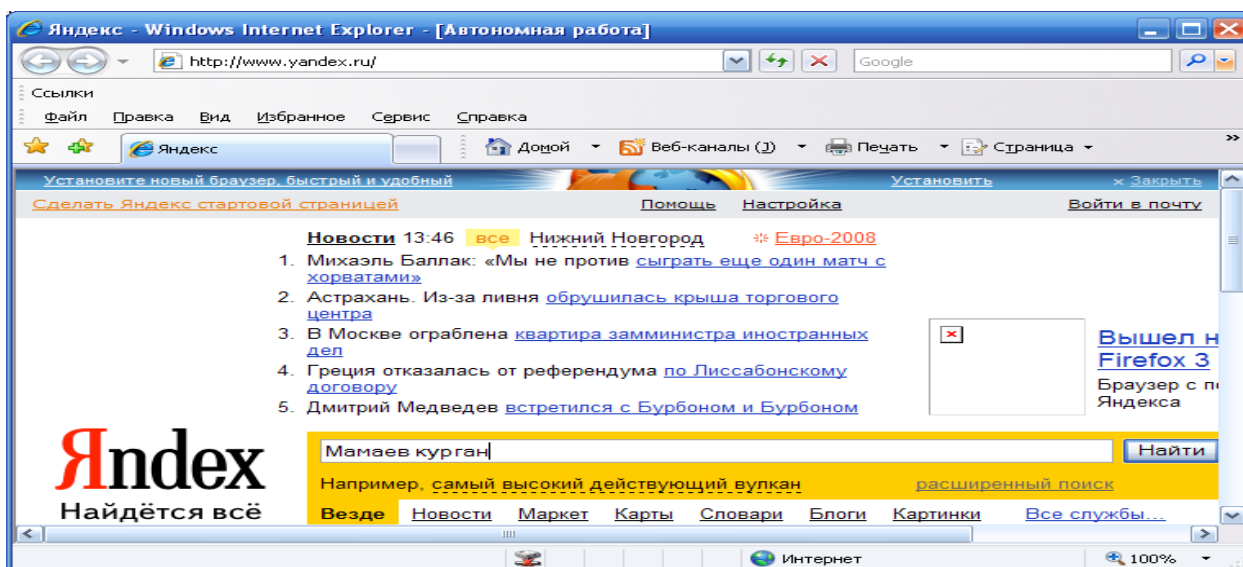 Яндекс - Windows Internet Explorer - [Автономная работа]
http://www.yandex.ru/
Google
Ссылки
Файл Правка Вид Избранное Сервис Справка
Яндекс Домой Веб-каналы (J) Печать Страница »
Установите новый браузер, быстрый и удобный Установить × Закрыть
Сделать Яндекс стартовой страницей Помощь Настройка Войти в почту
Новости 13:46 все Нижний Новгород Евро-2008
1. Михаэль Баллак: «Мы не против сыграть еще один матч с
хорватами»
2. Астрахань. Из-за ливня обрушилась крыша торгового
центра
3. В Москве ограблена квартира замминистра иностранных
дел
4. Греция отказалась от референдума по Лиссабонскому
договору
5. Дмитрий Медведев встретился с Бурбоном и Бурбоном
Вышел н
Firefox 3
Браузер с п
Яндекса
Яndex
Найдётся всё
Мамаев курган
Найти
Например, самый высокий действующий вулкан расширенный поиск
Везде Новости Маркет Карты Словари Блоги Картинки Все службы...
Интернет 100%